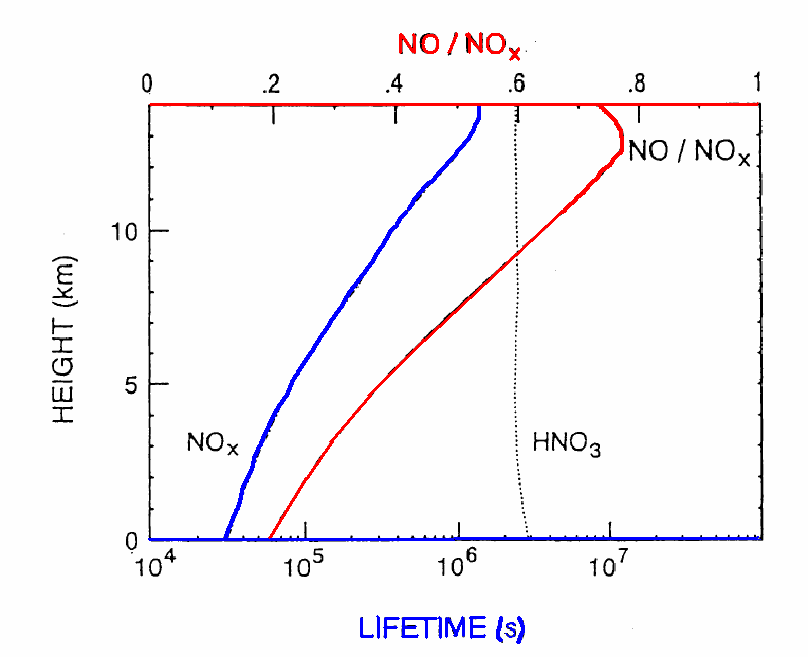 NO / NOₓ
0 .2 .4 .6 .8 1
NO / NOₓ
10
HEIGHT (km)
5
NOₓ HNO₃
0
10⁴ 10⁵ 10⁶ 10⁷
LIFETIME (s)